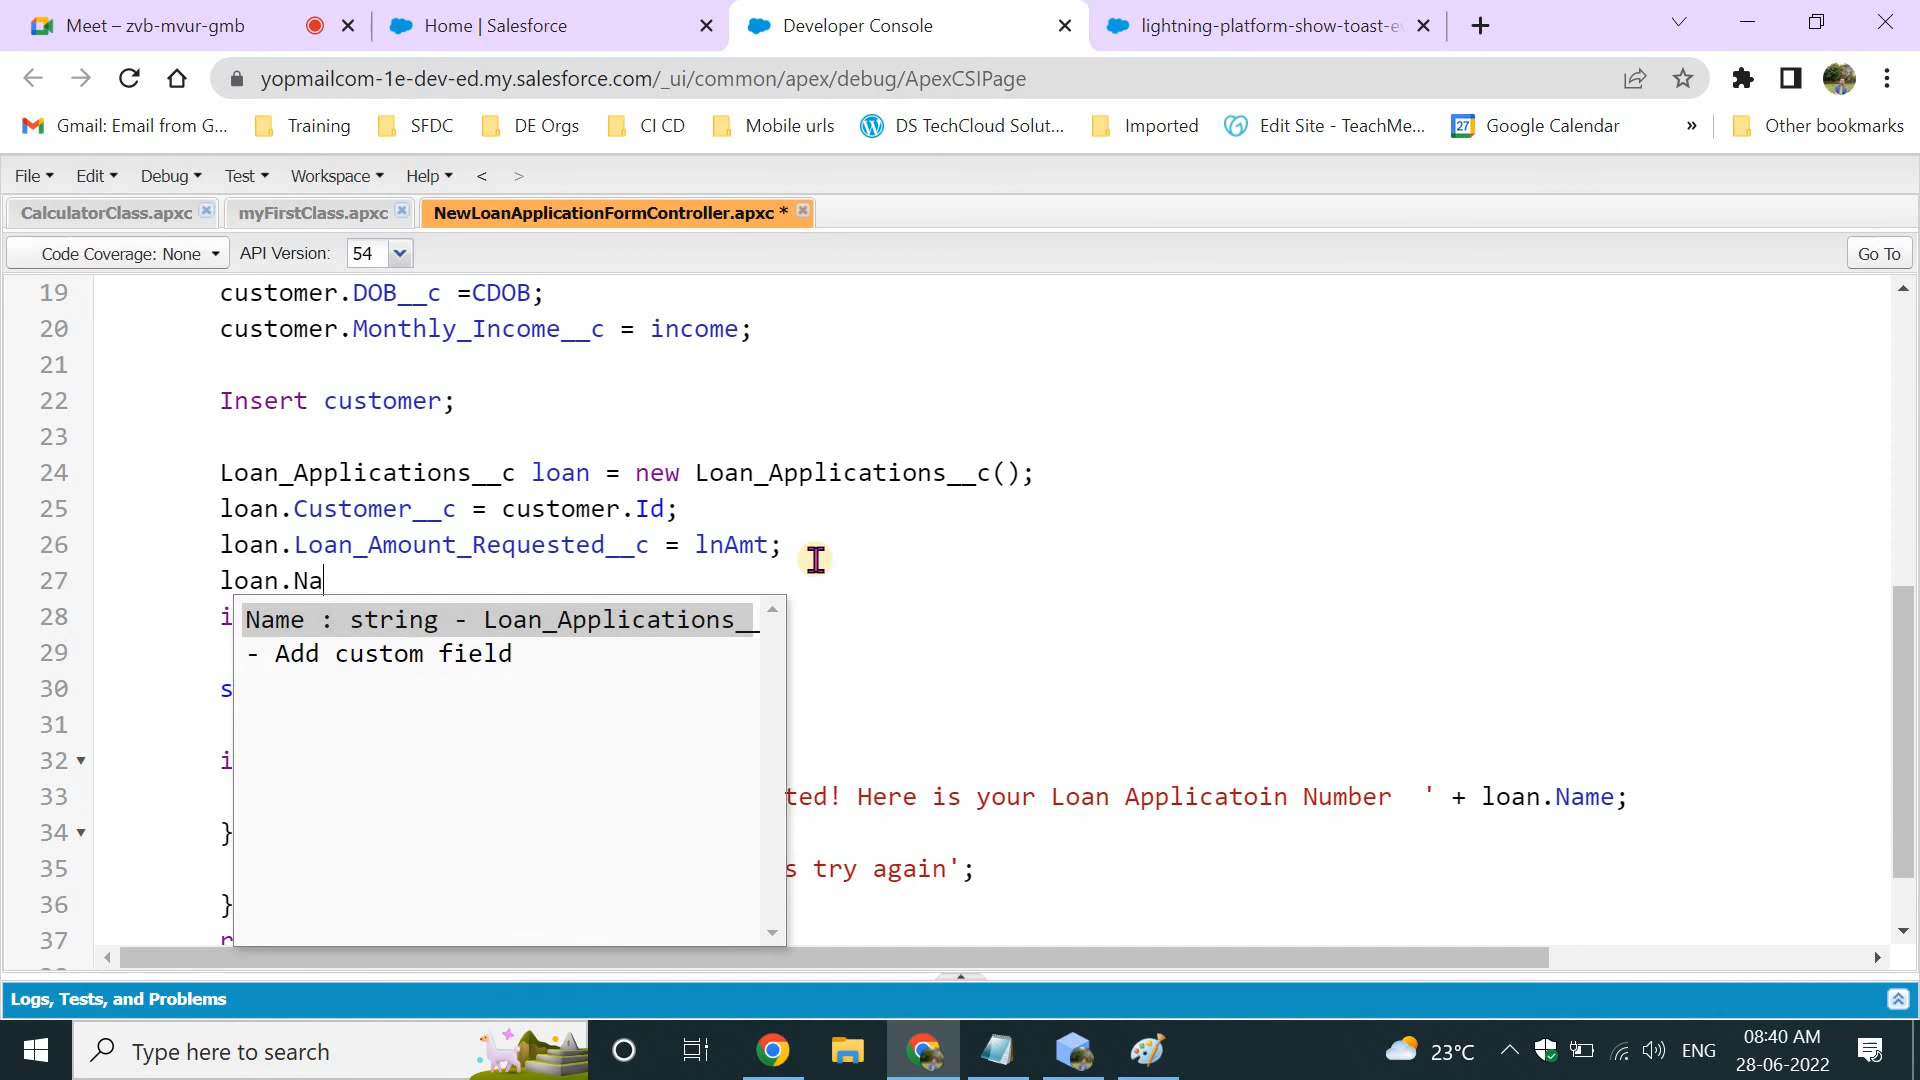 Meet – zvb-mvur-gmb
Home | Salesforce
Developer Console
lightning-platform-show-toast-e
yopmailcom-1e-dev-ed.my.salesforce.com/_ui/common/apex/debug/ApexCSIPage
Gmail: Email from G...
Training
SFDC
DE Orgs
CI CD
Mobile urls
DS TechCloud Solut...
Imported
Edit Site - TeachMe...
27
Google Calendar
»
Other bookmarks
File
Edit
Debug
Test
Workspace
Help
<
>
CalculatorClass.apxc
myFirstClass.apxc
NewLoanApplicationFormController.apxc *
Code Coverage: None
API Version:
54
Go To
19 customer.DOB__c =CDOB;
20 customer.Monthly_Income__c = income;
21
22 Insert customer;
23
24 Loan_Applications__c loan = new Loan_Applications__c();
25 loan.Customer__c = customer.Id;
26 loan.Loan_Amount_Requested__c = lnAmt;
27 loan.Na
28 i
Name : string - Loan_Applications__
29
- Add custom field
30 s
31
32 i
33 ted! Here is your Loan Applicatoin Number ' + loan.Name;
34 }
35 s try again';
36 }
37 r
Logs, Tests, and Problems
Type here to search
23°C
ENG
08:40 AM
28-06-2022